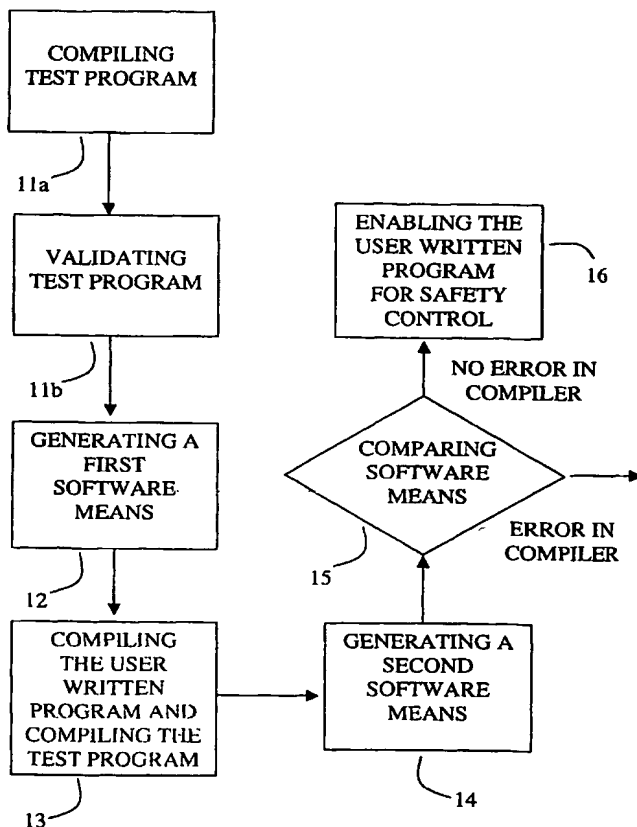 COMPILING
TEST PROGRAM
11a
VALIDATING
TEST PROGRAM
11b
GENERATING A
FIRST
SOFTWARE
MEANS
12
COMPILING
THE USER
WRITTEN
PROGRAM AND
COMPILING THE
TEST PROGRAM
13
GENERATING A
SECOND
SOFTWARE
MEANS
14
COMPARING
SOFTWARE
MEANS
15
ERROR IN
COMPILER
NO ERROR IN
COMPILER
ENABLING THE
USER WRITTEN
PROGRAM
FOR SAFETY
CONTROL
16